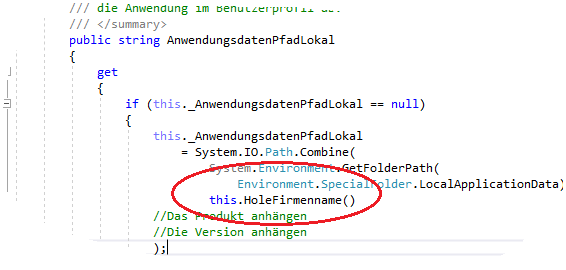 /// die Anwendung im Benutzerprofil
/// </summary>
public string AnwendungsdatenPfadLokal
{
get
{
if (this._AnwendungsdatenPfadLokal == null)
{
this._AnwendungsdatenPfadLokal
= System.IO.Path.Combine(
System.Environment.GetFolderPath(
Environment.SpecialFolder.LocalApplicationData)
this.HoleFirmenname()
//Das Produkt anhängen
//Die Version anhängen
);